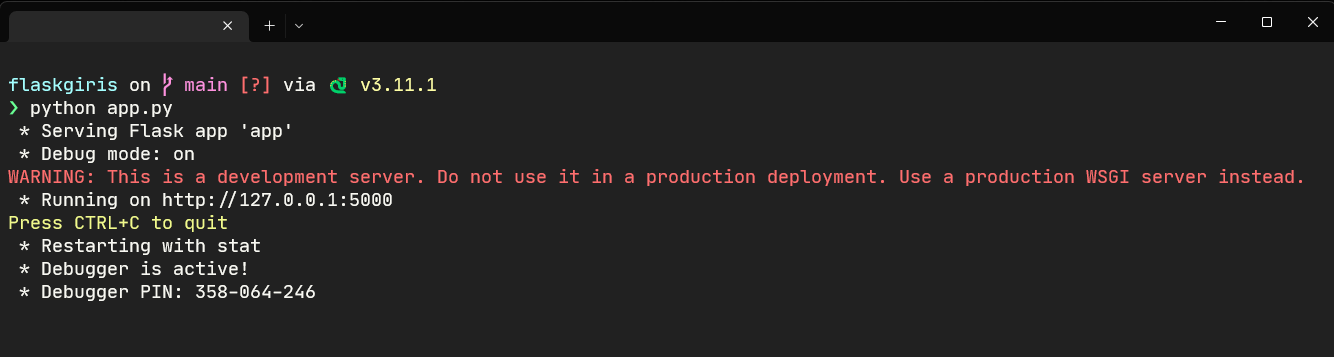 flaskgiris on main [?] via v3.11.1
❯ python app.py
* Serving Flask app 'app'
* Debug mode: on
WARNING: This is a development server. Do not use it in a production deployment. Use a production WSGI server instead.
* Running on http://127.0.0.1:5000
Press CTRL+C to quit
* Restarting with stat
* Debugger is active!
* Debugger PIN: 358-064-246